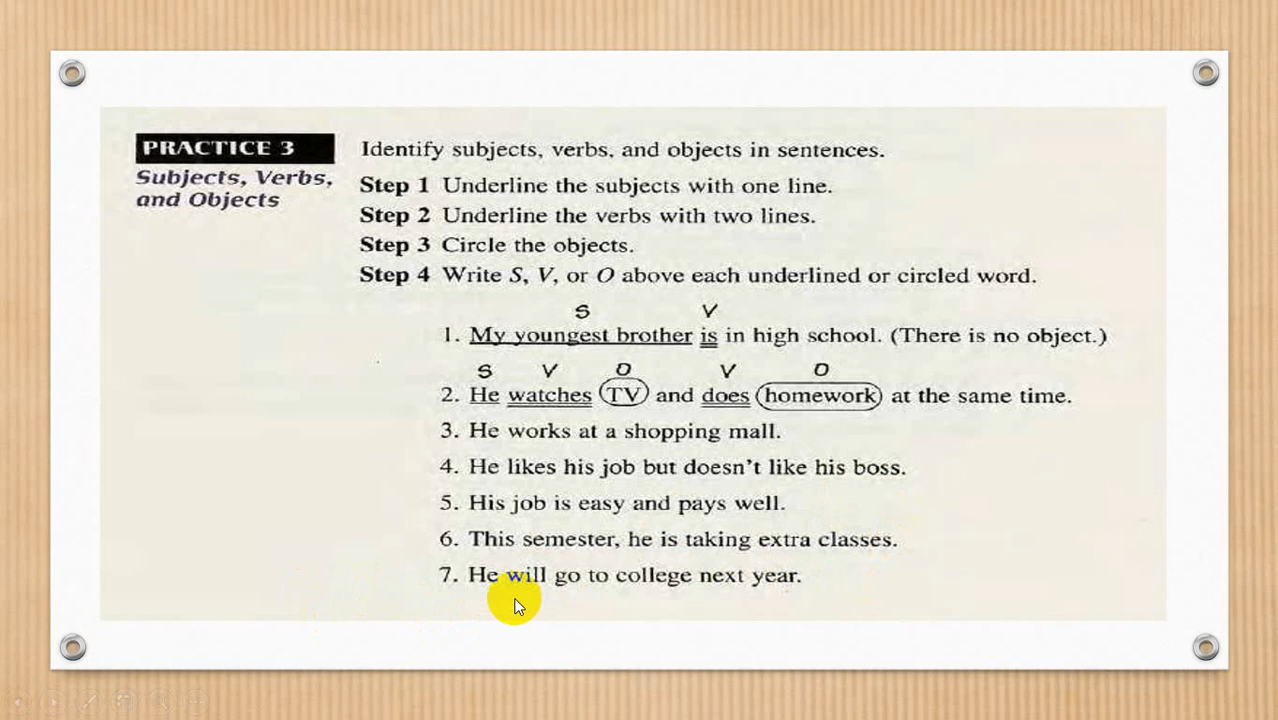 PRACTICE 3
Subjects, Verbs,
and Objects
Identify subjects, verbs, and objects in sentences.
Step 1 Underline the subjects with one line.
Step 2 Underline the verbs with two lines.
Step 3 Circle the objects.
Step 4 Write S, V, or O above each underlined or circled word.
S V
1. My youngest brother is in high school. (There is no object.)
S V O V O
2. He watches TV and does homework at the same time.
3. He works at a shopping mall.
4. He likes his job but doesn't like his boss.
5. His job is easy and pays well.
6. This semester, he is taking extra classes.
7. He will go to college next year.